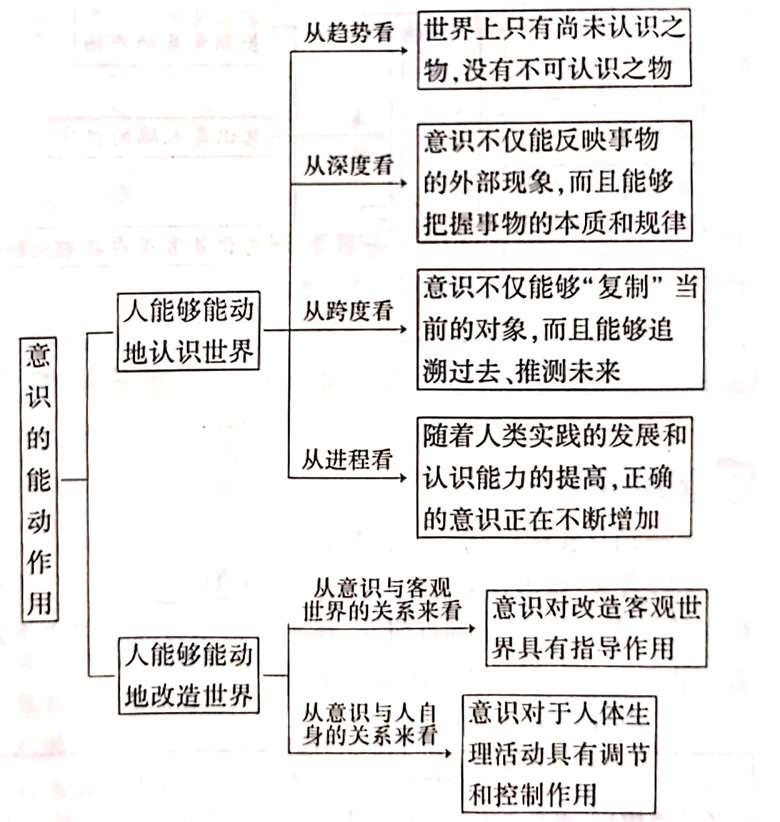 意识的能动作用
人能够能动
地认识世界
从趋势看
世界上只有尚未认识之
物,没有不可认识之物
从深度看
意识不仅能反映事物
的外部现象,而且能够
把握事物的本质和规律
从跨度看
意识不仅能够“复制”当
前的对象,而且能够追
溯过去、推测未来
从进程看
随着人类实践的发展和
认识能力的提高,正确
的意识正在不断增加
人能够能动
地改造世界
从意识与客观
世界的关系来看
意识对改造客观世
界具有指导作用
从意识与人自
身的关系来看
意识对于人体生
理活动具有调节
和控制作用